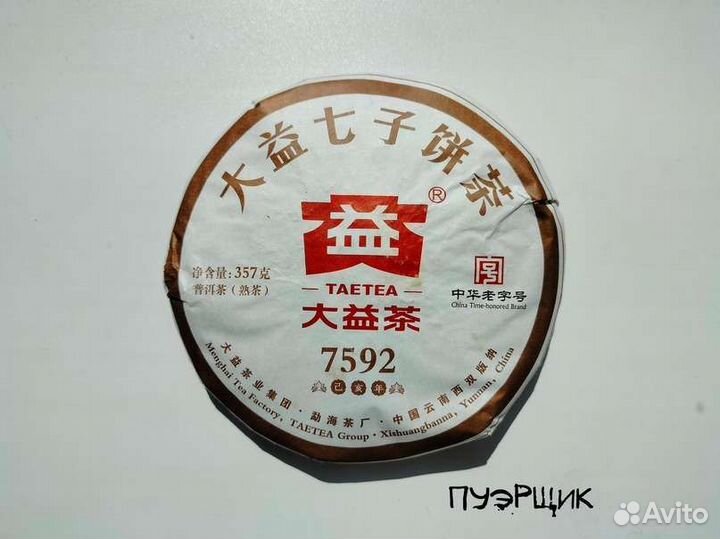 大益七子饼茶
益®
TAETEA
大益茶
净含量:357克
普洱茶（熟茶）
中华老字号
China Time-honored Brand
7592
己亥年
大益茶业集团·勐海茶厂·中国云南西双版纳
Menghai Tea Factory, TAETEA Group·Xishuangbanna, Yunnan, China
ПУЭРЩИК
Avito